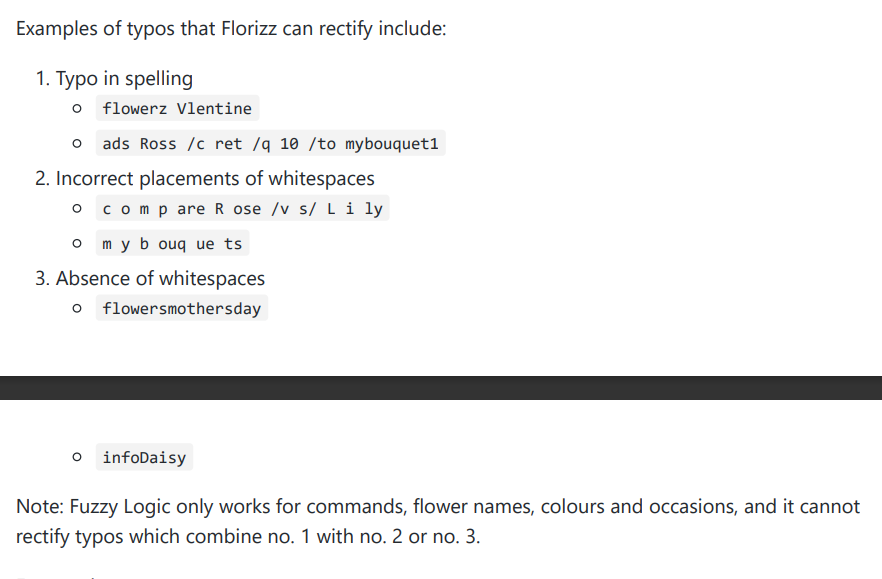 Examples of typos that Florizz can rectify include:
1. Typo in spelling
flowerz Vlentine
ads Ross /c ret /q 10 /to mybouquet1
2. Incorrect placements of whitespaces
c o m p are R ose /v s/ L i ly
m y b ouq ue ts
3. Absence of whitespaces
flowersmothersday
infoDaisy
Note: Fuzzy Logic only works for commands, flower names, colours and occasions, and it cannot
rectify typos which combine no. 1 with no. 2 or no. 3.